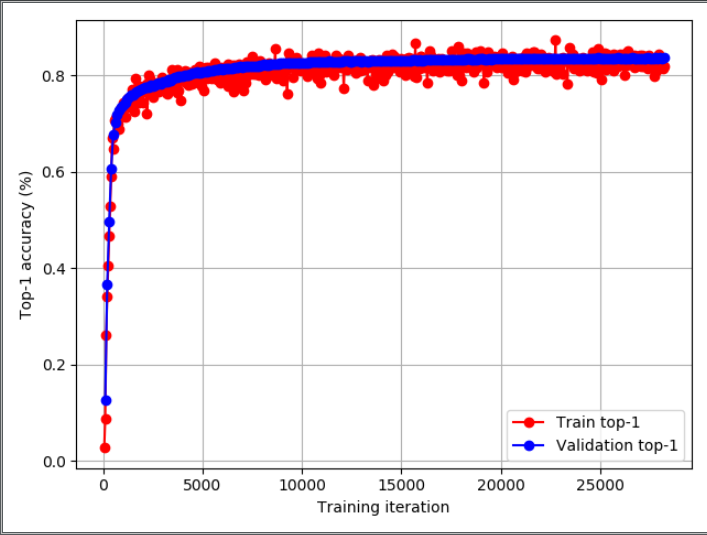 Top-1 accuracy (%)
0.8
0.6
0.4
0.2
0.0
Train top-1
Validation top-1
0 5000 10000 15000 20000 25000
Training iteration